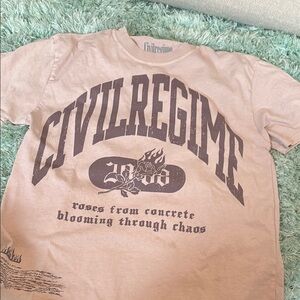 Civilregime
CIVILREGIME
roses from concrete
blooming through chaos